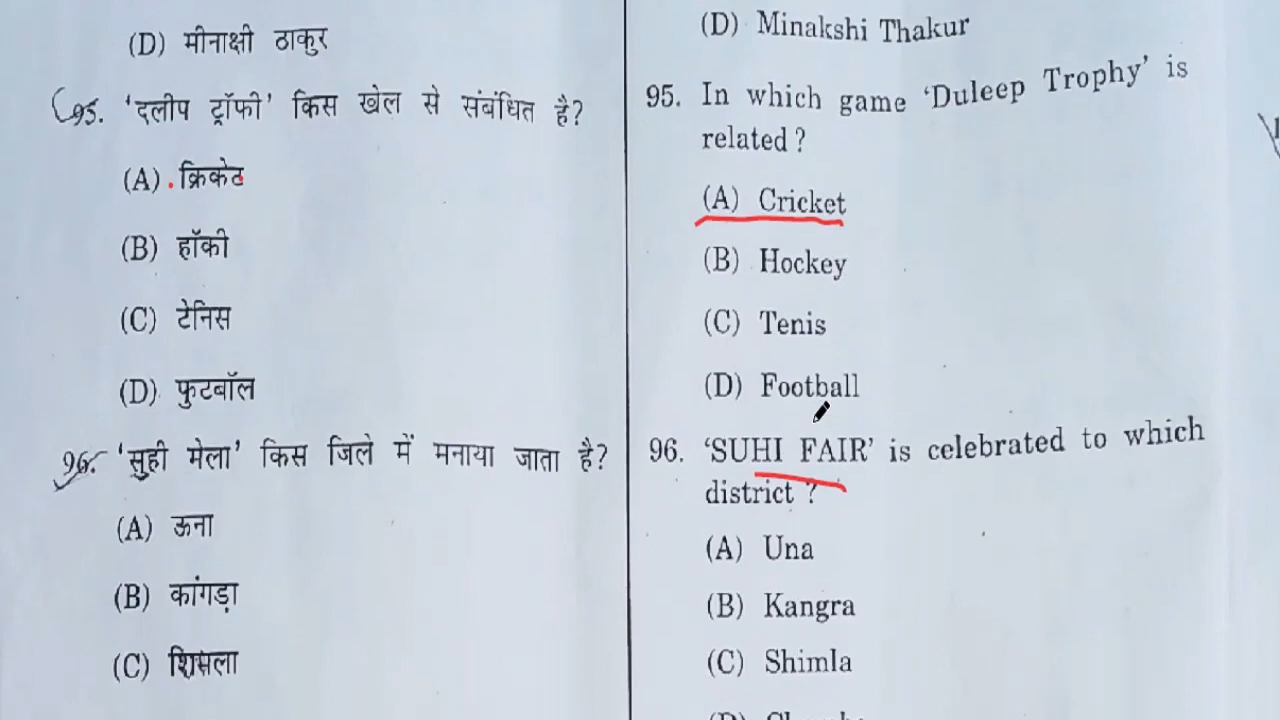 (D) मीनाक्षी ठाकुर
95. 'दलीप ट्रॉफी' किस खेल से संबंधित है?
(A) क्रिकेट
(B) हॉकी
(C) टेनिस
(D) फुटबॉल
96. 'सुही मेला' किस जिले में मनाया जाता है?
(A) ऊना
(B) कांगड़ा
(C) शिमला
(D) Minakshi Thakur
95. In which game 'Duleep Trophy' is
related ?
(A) Cricket
(B) Hockey
(C) Tenis
(D) Football
96. 'SUHI FAIR' is celebrated to which
district ?
(A) Una
(B) Kangra
(C) Shimla